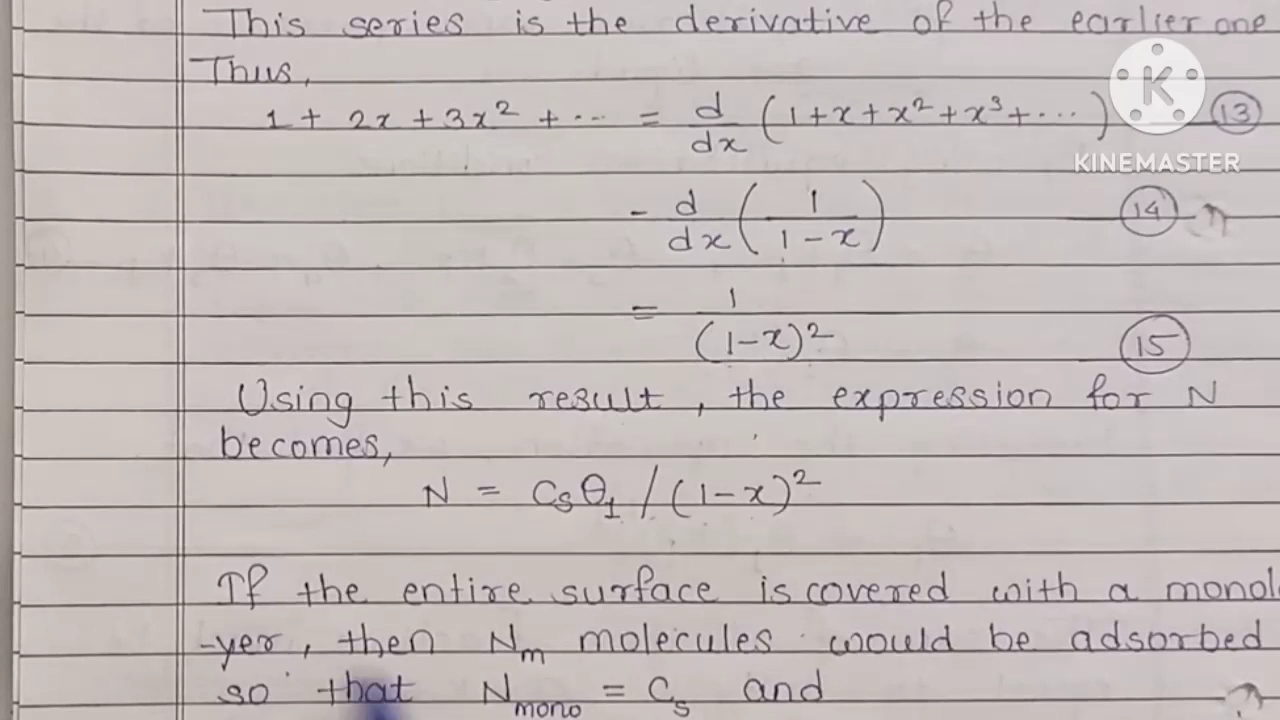 This series is the derivative of the earlier one
Thus,
1 + 2x + 3x² + ... = d/dx (1+x+x²+x³+...) 13
- d/dx (1/1-x) 14
= 1/(1-x)² 15
Using this result, the expression for N
becomes,
N = Csθ₁ / (1-x)²
If the entire surface is covered with a monol
-yer, then Nm molecules would be adsorbed
so that Nmono = Cs and
K
KINEMASTER